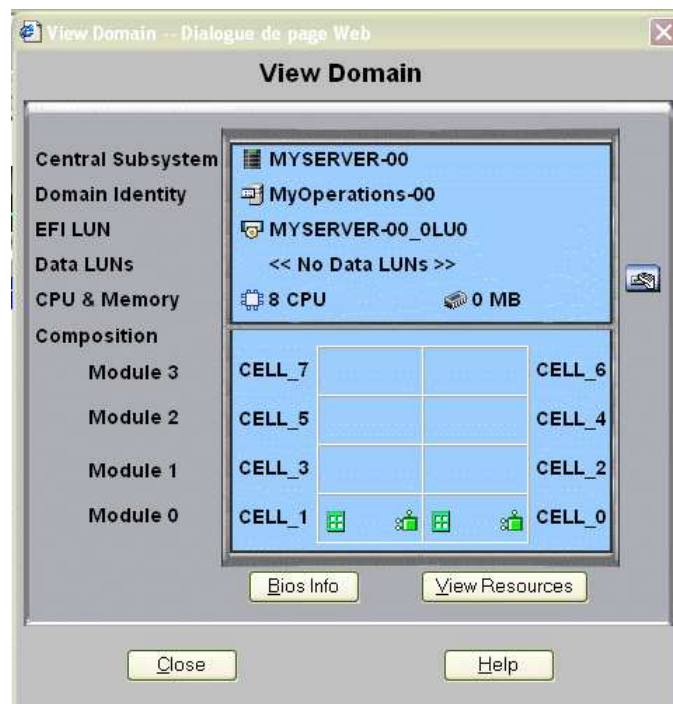 View Domain -- Dialogue de page Web
View Domain
Central Subsystem MYSERVER-00
Domain Identity MyOperations-00
EFI LUN MYSERVER-00_0LU0
Data LUNs << No Data LUNs >>
CPU & Memory 8 CPU 0 MB
Composition
Module 3 CELL_7 CELL_6
Module 2 CELL_5 CELL_4
Module 1 CELL_3 CELL_2
Module 0 CELL_1 CELL_0
Bios Info View Resources
Close Help